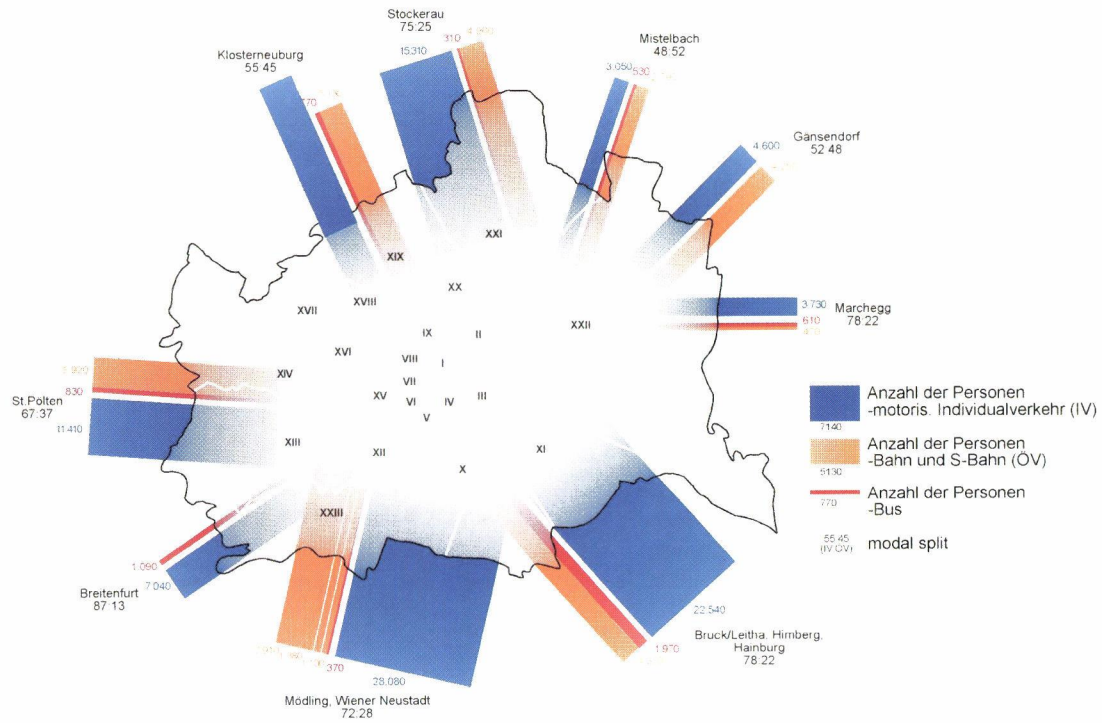 Stockerau
75:25
15.310
310
Klosterneuburg
55:45
Mistelbach
48:52
3.050
530
Gänsendorf
52:48
4.600
Marchegg
78:22
3.730
610
St.Pölten
67:37
830
11.410
Breitenfurt
87:13
1.090
7.040
Mödling, Wiener Neustadt
72:28
370
28.080
Bruck/Leitha, Himberg,
Hainburg
78:22
22.540
1.970
XXI
XIX
XX
XVIII
XVII
XXII
IX
II
XVI
VIII
I
XIV
VII
XV
VI
IV
III
V
XIII
XII
XI
X
XXIII
Anzahl der Personen
-motoris. Individualverkehr (IV)
7140
Anzahl der Personen
-Bahn und S-Bahn (ÖV)
5130
Anzahl der Personen
-Bus
770
55:45
(IV:ÖV)
modal split